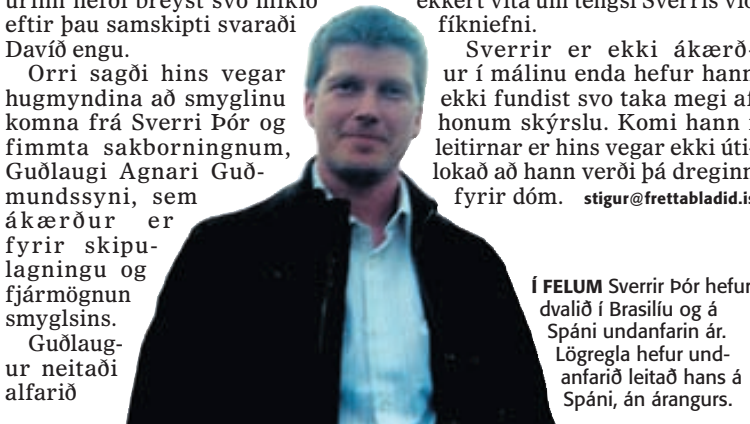 urinn hefði breyst svo mikið
eftir þau samskipti svaraði
Davíð engu.
Orri sagði hins vegar
hugmyndina að smyglinu
komna frá Sverri Þór og
fimmta sakborningnum,
Guðlaugi Agnari Guð-
mundssyni, sem
ákærður er
fyrir skipu-
lagningu og
fjármögnun
smyglsins.
Guðlaug-
ur neitaði
alfarið
ekkert vita um tengsl Sverris við
fíkniefni.
Sverrir er ekki ákærð-
ur í málinu enda hefur hann
ekki fundist svo taka megi af
honum skýrslu. Komi hann í
leitirnar er hins vegar ekki úti-
lokað að hann verði þá dreginn
fyrir dóm. stigur@frettabladid.is
Í FELUM Sverrir Þór hefur
dvalið í Brasilíu og á
Spáni undanfarin ár.
Lögregla hefur und-
anfarið leitað hans á
Spáni, án árangurs.